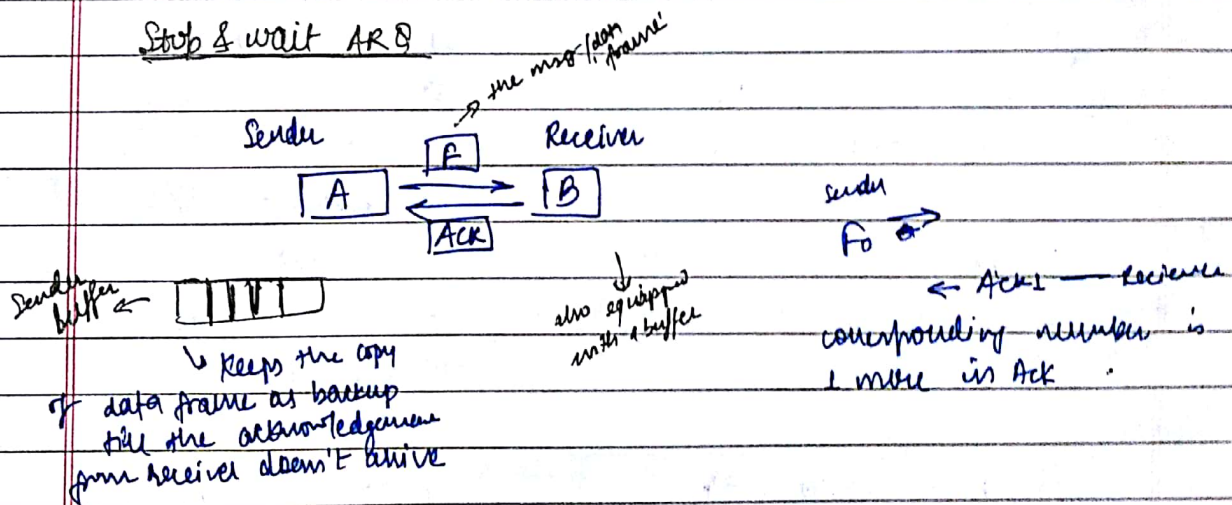 Stop & wait ARQ
the msg/data
frame
Sender
Receiver
F
A
B
ACK
sender
F0
← ACK1 — Reciever
corresponding number is
1 more in Ack.
Sender
buffer
also equipped
with a buffer
keeps the copy
of data frame as backup
till the acknowledgement
from receiver doesn't arrive